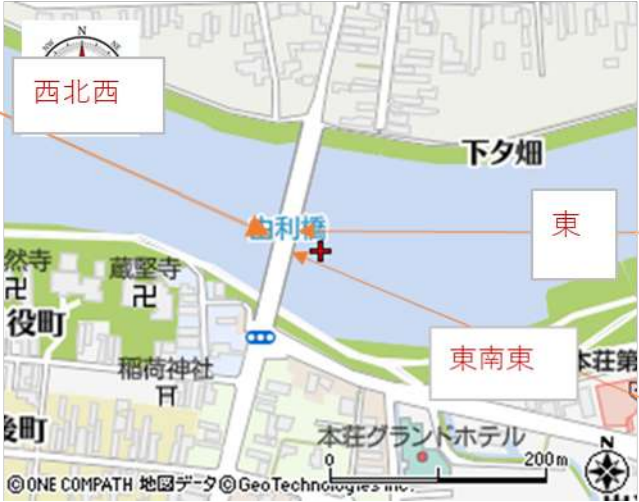 N
西北西
下夕畑
由利橋
東
然寺
卍
蔵堅寺
卍
役町
東南東
稲荷神社
本荘第
後町
本荘グランドホテル
0
200m
N
©ONE COMPATH 地図データ©GeoTechnologies Inc.